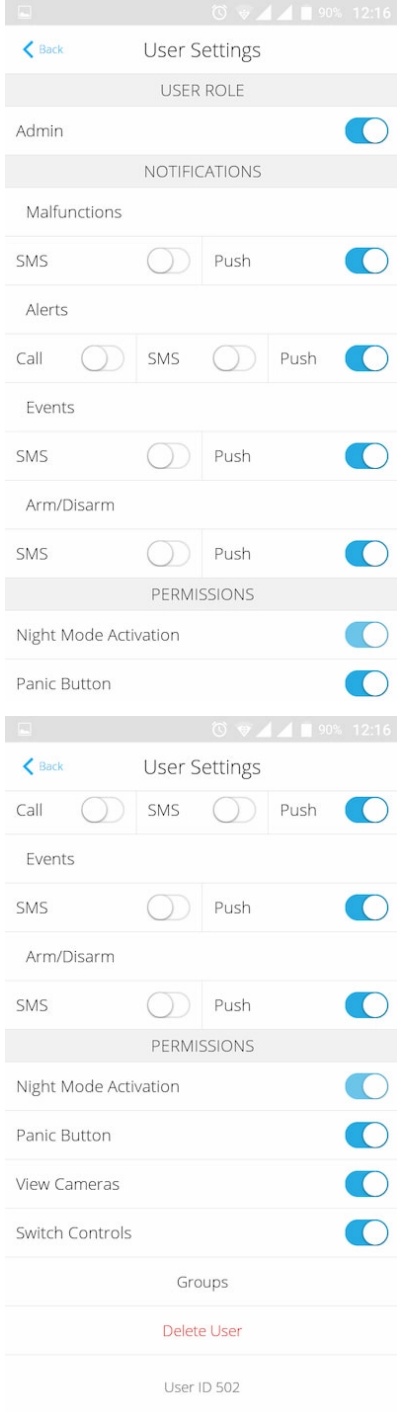 90% 12:16
Back User Settings
USER ROLE
Admin
NOTIFICATIONS
Malfunctions
SMS Push
Alerts
Call SMS Push
Events
SMS Push
Arm/Disarm
SMS Push
PERMISSIONS
Night Mode Activation
Panic Button
90% 12:16
Back User Settings
Call SMS Push
Events
SMS Push
Arm/Disarm
SMS Push
PERMISSIONS
Night Mode Activation
Panic Button
View Cameras
Switch Controls
Groups
Delete User
User ID 502